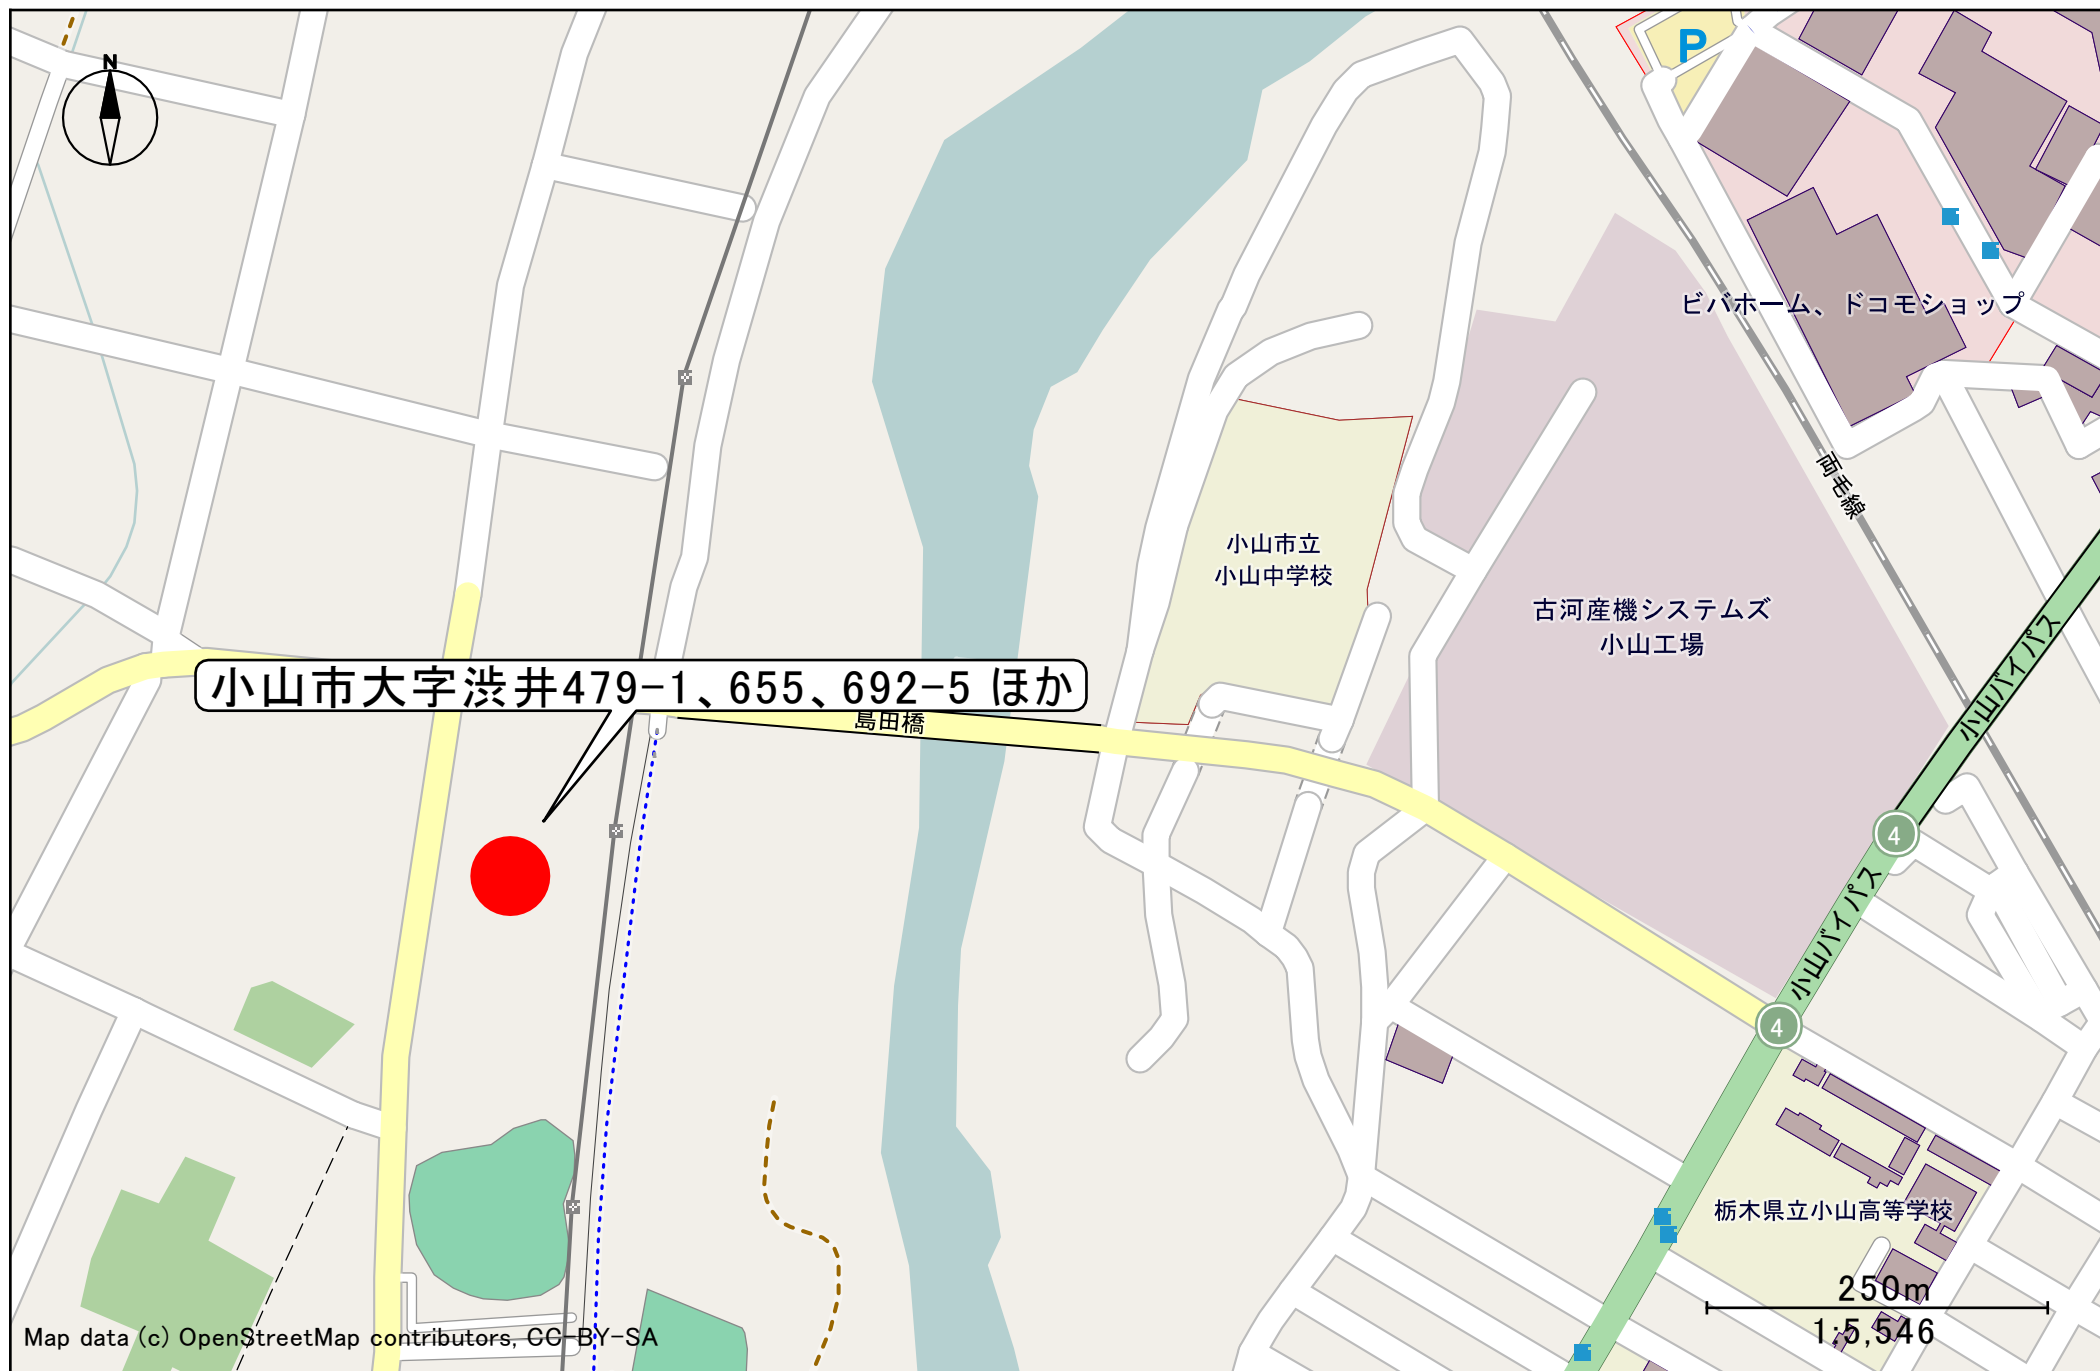 N
P
ビバホーム、ドコモショップ
両毛線
小山市立
小山中学校
古河産機システムズ
小山工場
小山バイパス
小山市大字渋井479-1、655、692-5 ほか
島田橋
4
小山バイパス
4
栃木県立小山高等学校
250m
1:5,546
Map data (c) OpenStreetMap contributors, CC-BY-SA